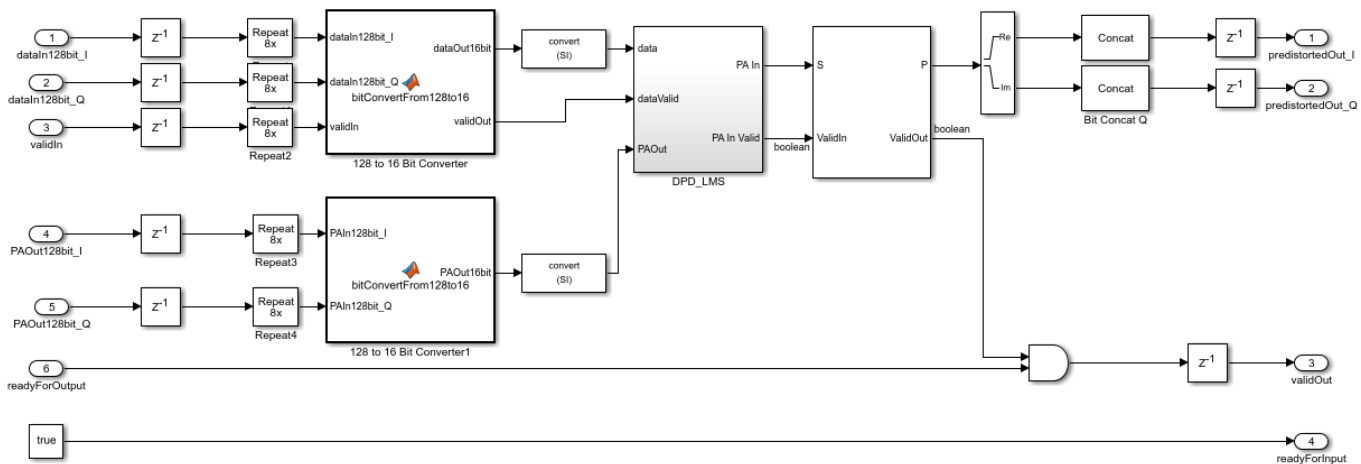 1
dataIn128bit_I
Z-1
Repeat
8x
dataIn128bit_I
dataOut16bit
convert
(SI)
data
2
dataIn128bit_Q
Z-1
Repeat
8x
dataIn128bit_Q
bitConvertFrom128to16
3
validIn
Z-1
Repeat
8x
Repeat2
validIn
validOut
128 to 16 Bit Converter
PA In
dataValid
PA In Valid
PAOut
DPD_LMS
boolean
S
P
ValidIn
ValidOut
boolean
Re
Im
Concat
Z-1
1
predistortedOut_I
Concat
Bit Concat Q
Z-1
2
predistortedOut_Q
4
PAOut128bit_I
Z-1
Repeat
8x
Repeat3
PAIn128bit_I
PAOut16bit
bitConvertFrom128to16
convert
(SI)
5
PAOut128bit_Q
Z-1
Repeat
8x
Repeat4
PAIn128bit_Q
128 to 16 Bit Converter1
6
readyForOutput
Z-1
3
validOut
true
4
readyForInput